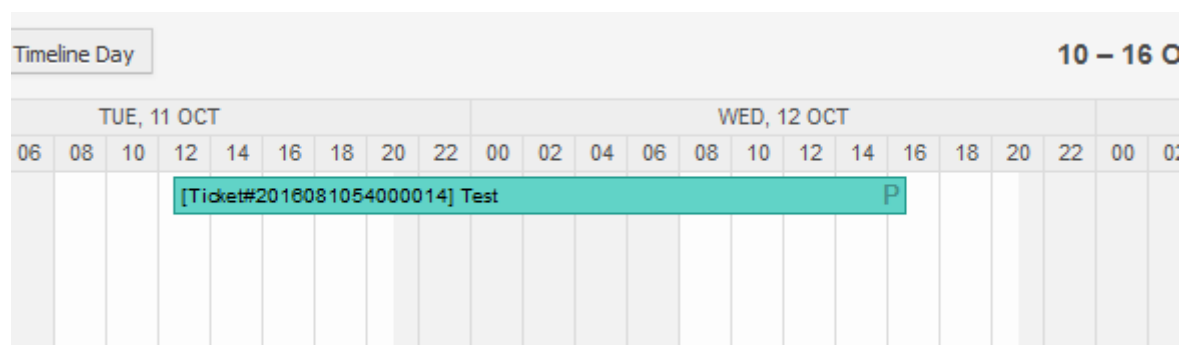 Timeline Day
10 – 16 O
TUE, 11 OCT WED, 12 OCT
06 08 10 12 14 16 18 20 22 00 02 04 06 08 10 12 14 16 18 20 22 00 02
[Ticket#2016081054000014] Test P